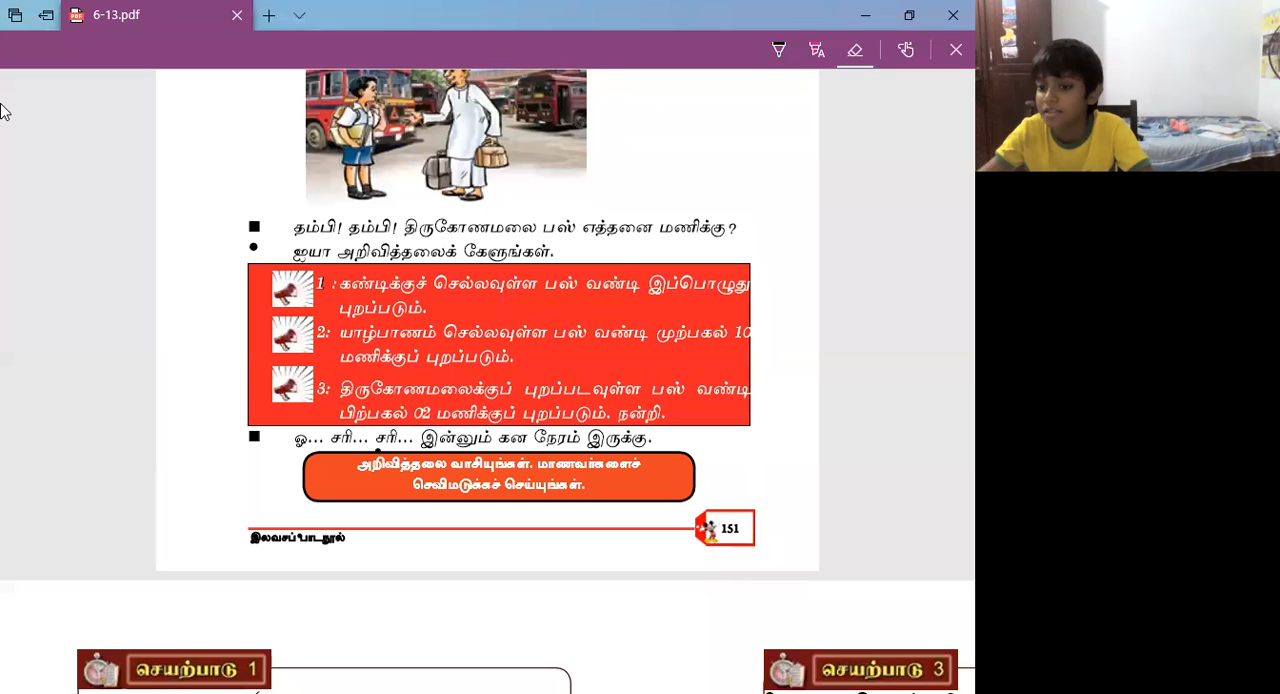 6-13.pdf
தம்பி! தம்பி! திருகோணமலை பஸ் எத்தனை மணிக்கு?
ஐயா அறிவித்தலைக் கேளுங்கள்.
1 : கண்டிக்குச் செல்லவுள்ள பஸ் வண்டி இப்பொழுது
புறப்படும்.
2: யாழ்பாணம் செல்லவுள்ள பஸ் வண்டி முற்பகல் 10
மணிக்குப் புறப்படும்.
3: திருகோணமலைக்குப் புறப்படவுள்ள பஸ் வண்டி
பிற்பகல் 02 மணிக்குப் புறப்படும். நன்றி.
ஓ... சரி... சரி... இன்னும் கன நேரம் இருக்கு.
அறிவித்தலை வாசியுங்கள். மாணவர்களைச்
செவிமடுக்கச் செய்யுங்கள்.
151
இலவசப் பாடநூல்
செயற்பாடு 1
செயற்பாடு 3